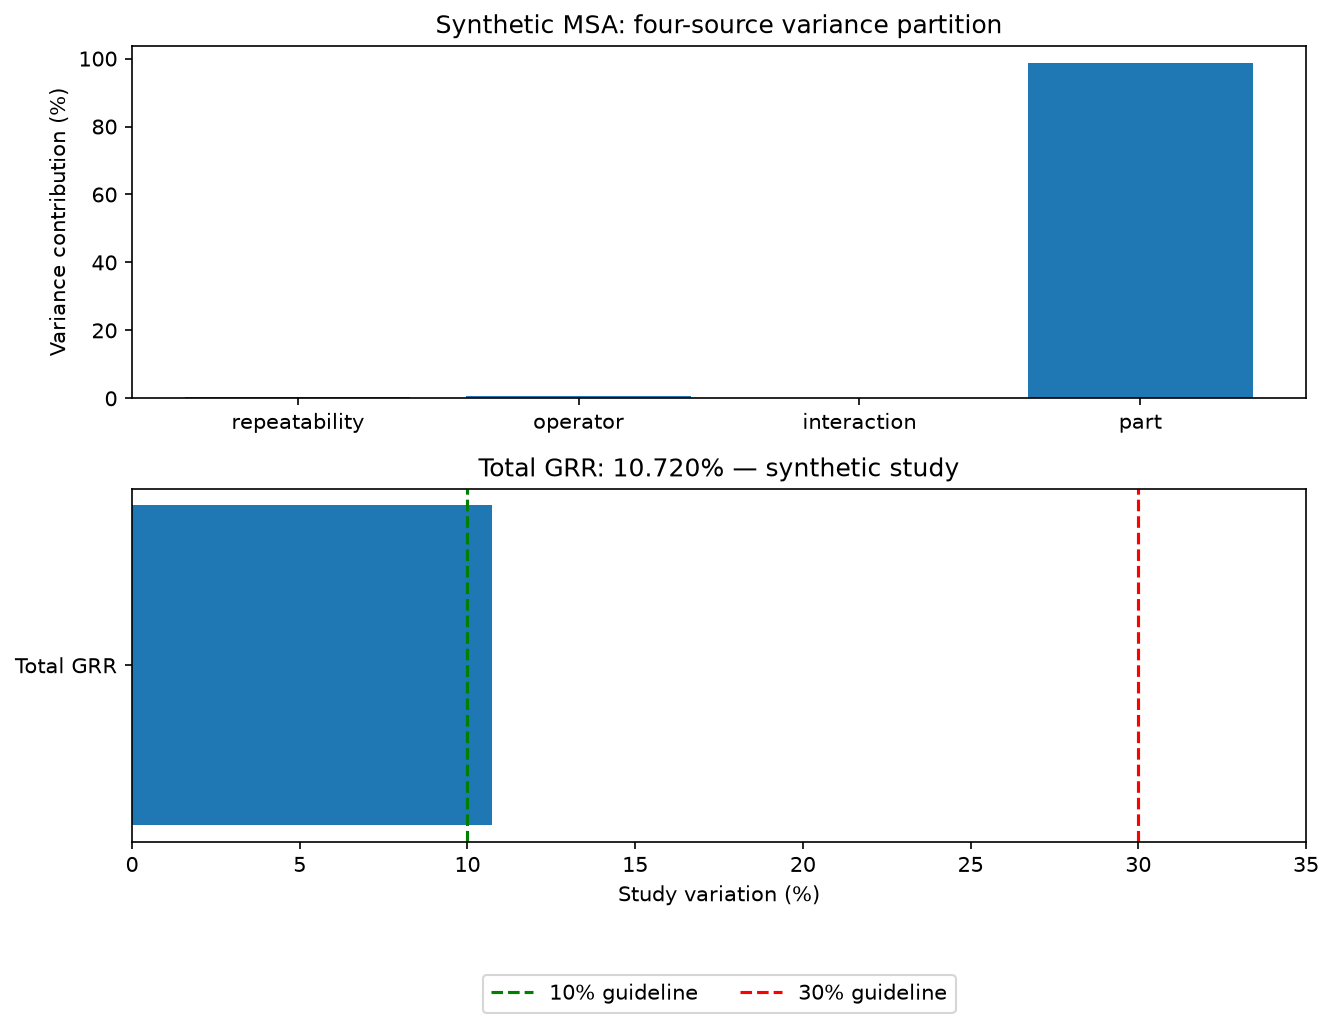 Synthetic MSA: four-source variance partition
Variance contribution (%)
100
80
60
40
20
0
repeatability operator interaction part
Total GRR: 10.720% — synthetic study
Total GRR
0 5 10 15 20 25 30 35
Study variation (%)
10% guideline 30% guideline